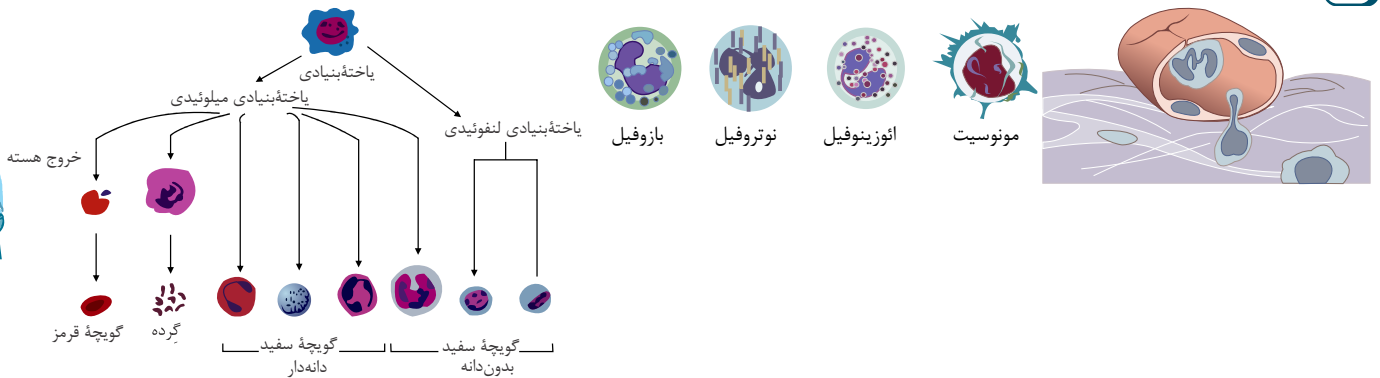 یاختهٔ‌بنیادی
یاختهٔ‌بنیادی میلوئیدی
یاختهٔ‌بنیادی لنفوئیدی
خروج هسته
گویچهٔ قرمز
گِرده
گویچهٔ سفید
دانه‌دار
گویچهٔ سفید
بدون‌دانه
مونوسیت
ائوزینوفیل
نوتروفیل
بازوفیل